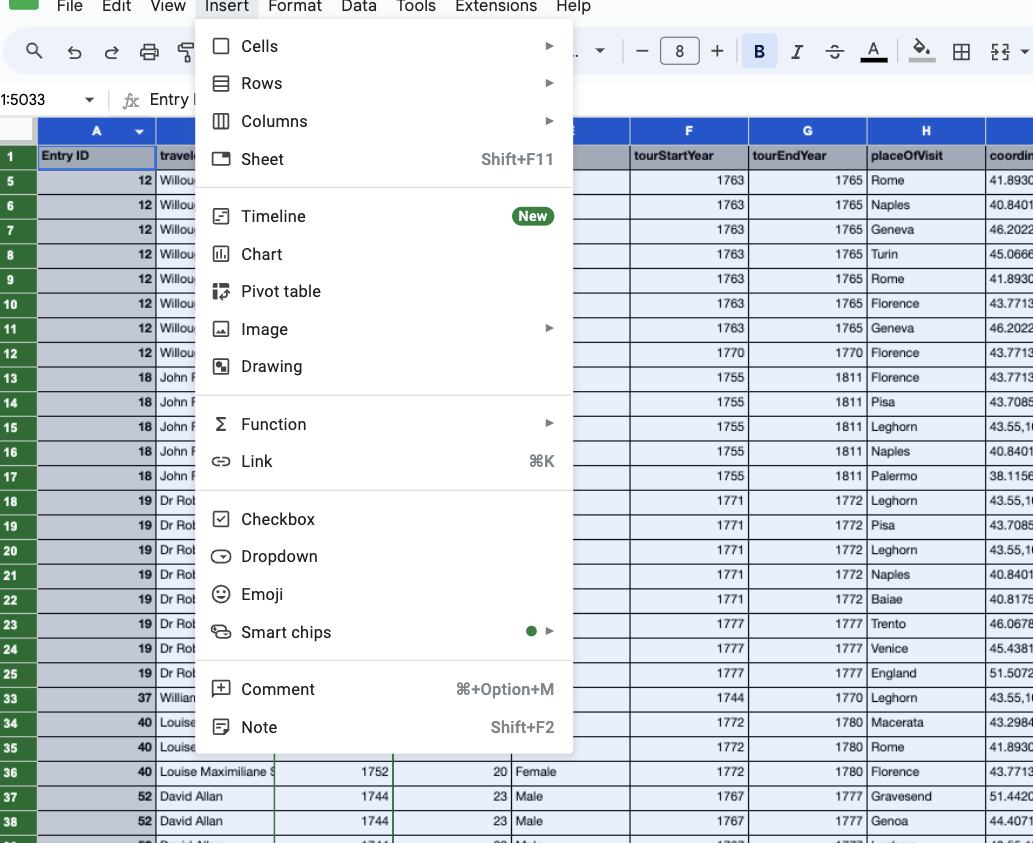 File Edit View Insert Format Data Tools Extensions Help
8 B I A
1:5033 fx Entry
Cells
Rows
Columns
Sheet Shift+F11
Timeline New
Chart
Pivot table
Image
Drawing
Function
Link ⌘K
Checkbox
Dropdown
Emoji
Smart chips
Comment ⌘+Option+M
Note Shift+F2
A F G H
1 Entry ID tourStartYear tourEndYear placeOfVisit coordin
5 12 Willou 1763 1765 Rome 41.8930
6 12 Willou 1763 1765 Naples 40.8401
7 12 Willou 1763 1765 Geneva 46.2022
8 12 Willou 1763 1765 Turin 45.0666
9 12 Willou 1763 1765 Rome 41.8930
10 12 Willou 1763 1765 Florence 43.7713
11 12 Willou 1763 1765 Geneva 46.2022
12 12 Willou 1770 1770 Florence 43.7713
13 18 John F 1755 1811 Florence 43.7713
14 18 John F 1755 1811 Pisa 43.7085
15 18 John F 1755 1811 Leghorn 43.55,1
16 18 John F 1755 1811 Naples 40.8401
17 18 John F 1755 1811 Palermo 38.1156
18 19 Dr Rob 1771 1772 Leghorn 43.55,1
19 19 Dr Rob 1771 1772 Pisa 43.7085
20 19 Dr Rob 1771 1772 Leghorn 43.55,1
21 19 Dr Rob 1771 1772 Naples 40.8401
22 19 Dr Rob 1771 1772 Baiae 40.8175
23 19 Dr Rob 1777 1777 Trento 46.0678
24 19 Dr Rob 1777 1777 Venice 45.4381
25 19 Dr Rob 1777 1777 England 51.5072
33 37 Willian 1744 1770 Leghorn 43.55,1
34 40 Louise 1772 1780 Macerata 43.2984
35 40 Louise 1772 1780 Rome 41.8930
36 40 Louise Maximiliane S 1752 20 Female 1772 1780 Florence 43.7713
37 52 David Allan 1744 23 Male 1767 1777 Gravesend 51.4420
38 52 David Allan 1744 23 Male 1767 1777 Genoa 44.4071